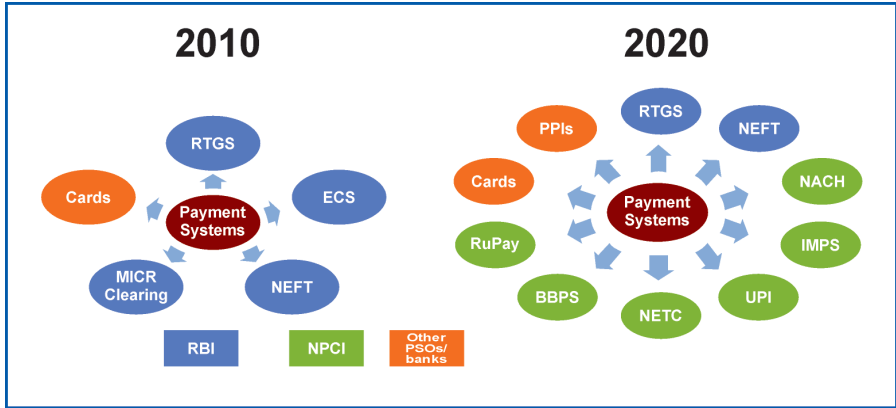 2010
RTGS
Cards
ECS
Payment
Systems
MICR
Clearing
NEFT
2020
RTGS
PPIs
NEFT
Cards
NACH
Payment
Systems
RuPay
IMPS
BBPS
UPI
NETC
RBI
NPCI
Other
PSOs/
banks